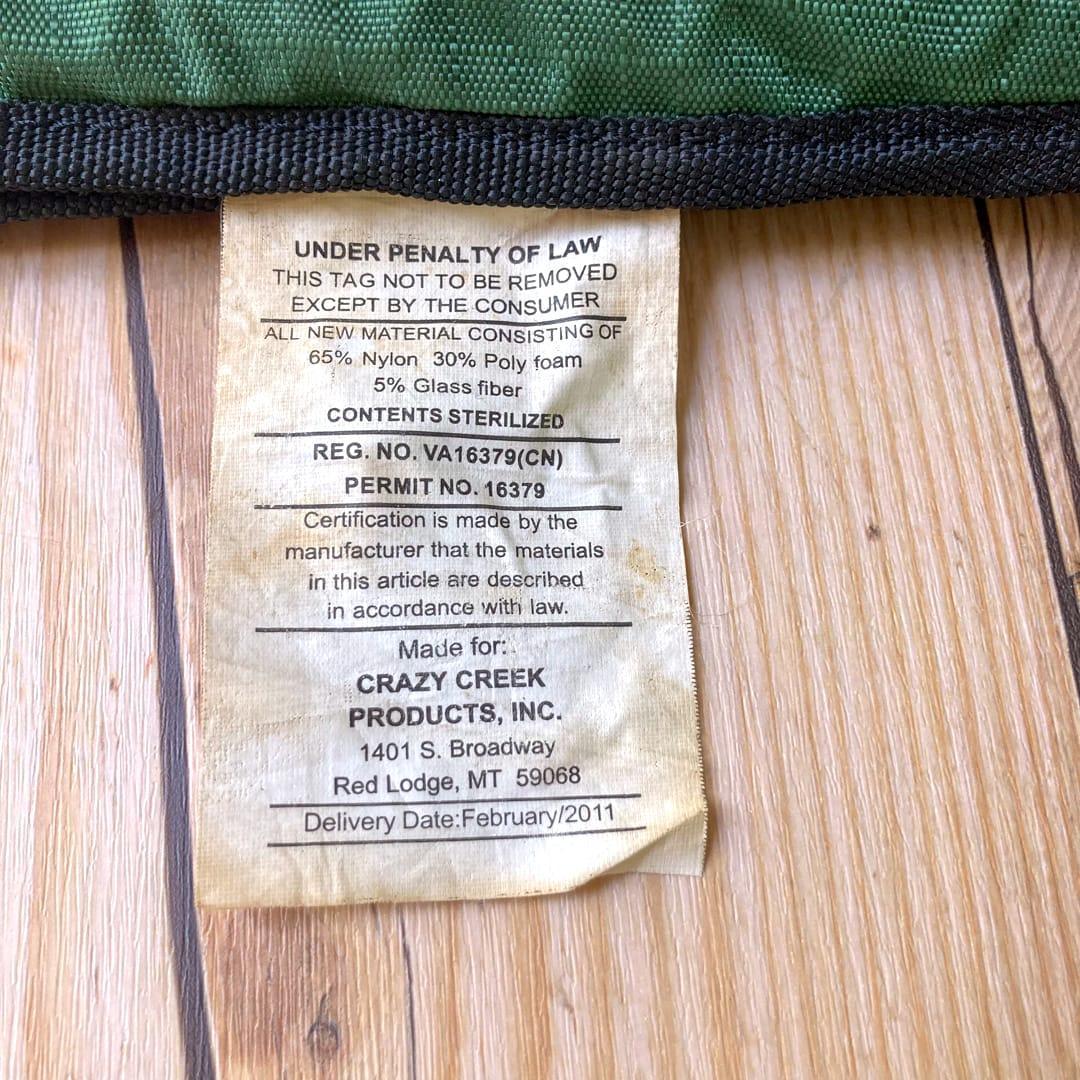 UNDER PENALTY OF LAW
THIS TAG NOT TO BE REMOVED
EXCEPT BY THE CONSUMER
ALL NEW MATERIAL CONSISTING OF
65% Nylon 30% Poly foam
5% Glass fiber
CONTENTS STERILIZED
REG. NO. VA16379(CN)
PERMIT NO. 16379
Certification is made by the
manufacturer that the materials
in this article are described
in accordance with law.
Made for:
CRAZY CREEK
PRODUCTS, INC.
1401 S. Broadway
Red Lodge, MT 59068
Delivery Date:February/2011